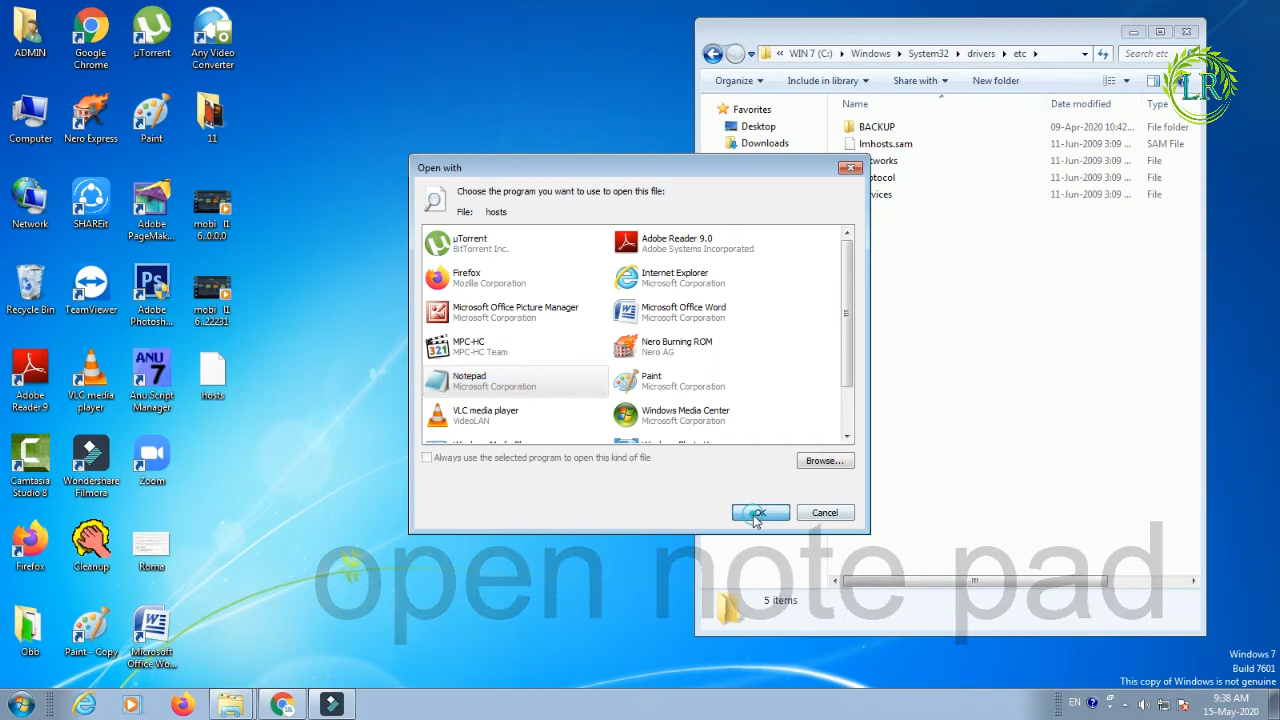 ADMIN
Google
Chrome
µTorrent
Any Video
Converter
Computer
Nero Express
Paint
11
Network
SHAREit
Adobe
PageMak...
mobi_l1
6..0.0.0
Recycle Bin
TeamViewer
Adobe
Photosh...
mobi_l1
6..22231
Adobe
Reader 9
VLC media
player
Anu Script
Manager
hosts
Camtasia
Studio 8
Wondershare
Filmora
Zoom
Firefox
Cleanup
Roma
Obb
Paint - Copy
Microsoft
Office Wo...
« WIN 7 (C:) Windows System32 drivers etc
Search etc
LR
Organize Include in library Share with New folder
Favorites
Desktop
Downloads
Name Date modified Type
BACKUP 09-Apr-2020 10:42... File folder
lmhosts.sam 11-Jun-2009 3:09 ... SAM File
tworks 11-Jun-2009 3:09 ... File
otocol 11-Jun-2009 3:09 ... File
rvices 11-Jun-2009 3:09 ... File
5 items
Open with
Choose the program you want to use to open this file:
File: hosts
µTorrent
BitTorrent Inc.
Adobe Reader 9.0
Adobe Systems Incorporated
Firefox
Mozilla Corporation
Internet Explorer
Microsoft Corporation
Microsoft Office Picture Manager
Microsoft Corporation
Microsoft Office Word
Microsoft Corporation
MPC-HC
MPC-HC Team
Nero Burning ROM
Nero AG
Notepad
Microsoft Corporation
Paint
Microsoft Corporation
VLC media player
VideoLAN
Windows Media Center
Microsoft Corporation
Always use the selected program to open this kind of file
Browse...
OK
Cancel
open note pad
Windows 7
Build 7601
This copy of Windows is not genuine
EN
9:38 AM
15-May-2020